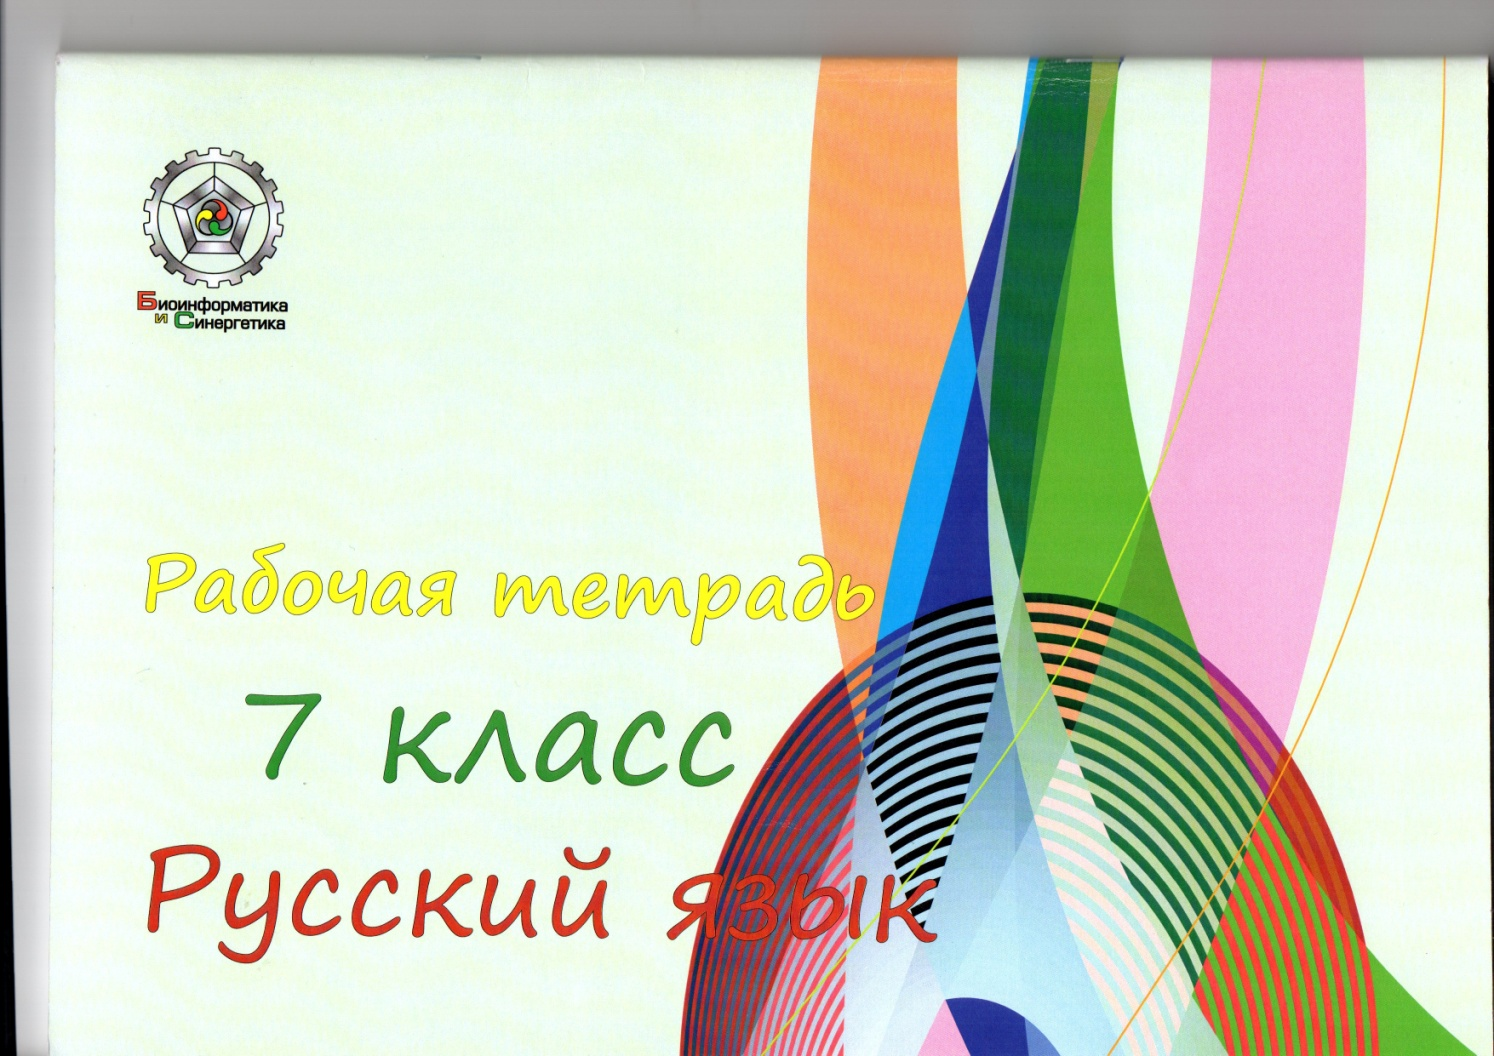 Биоинформатика
и Синергетика
Рабочая тетрадь
7 класс
Русский язык